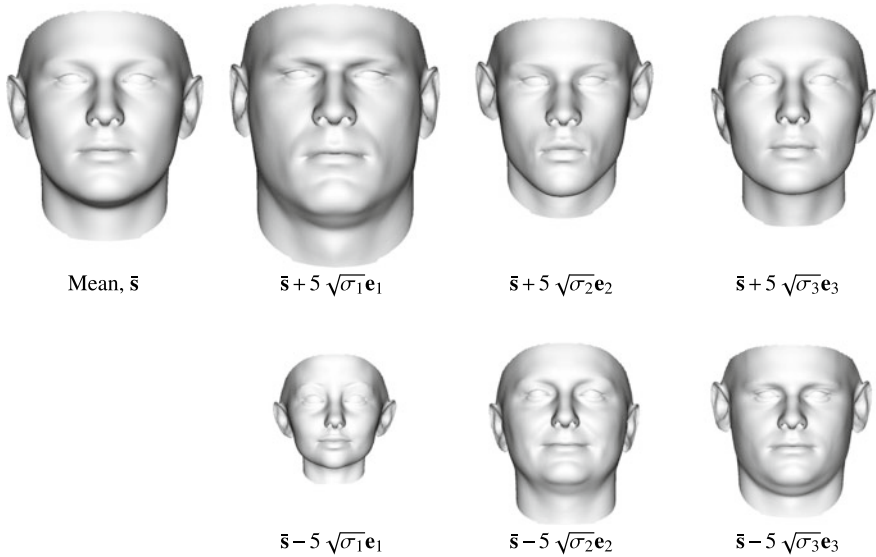 Mean, s̄
s̄ + 5 √σ₁e₁
s̄ + 5 √σ₂e₂
s̄ + 5 √σ₃e₃
s̄ − 5 √σ₁e₁
s̄ − 5 √σ₂e₂
s̄ − 5 √σ₃e₃